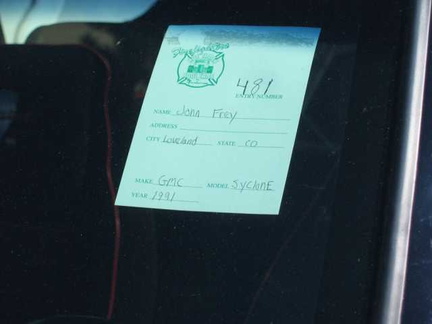 481
ENTRY NUMBER
NAME John Frey
ADDRESS
CITY Loveland STATE CO
MAKE GMC MODEL SyclonE
YEAR 1991